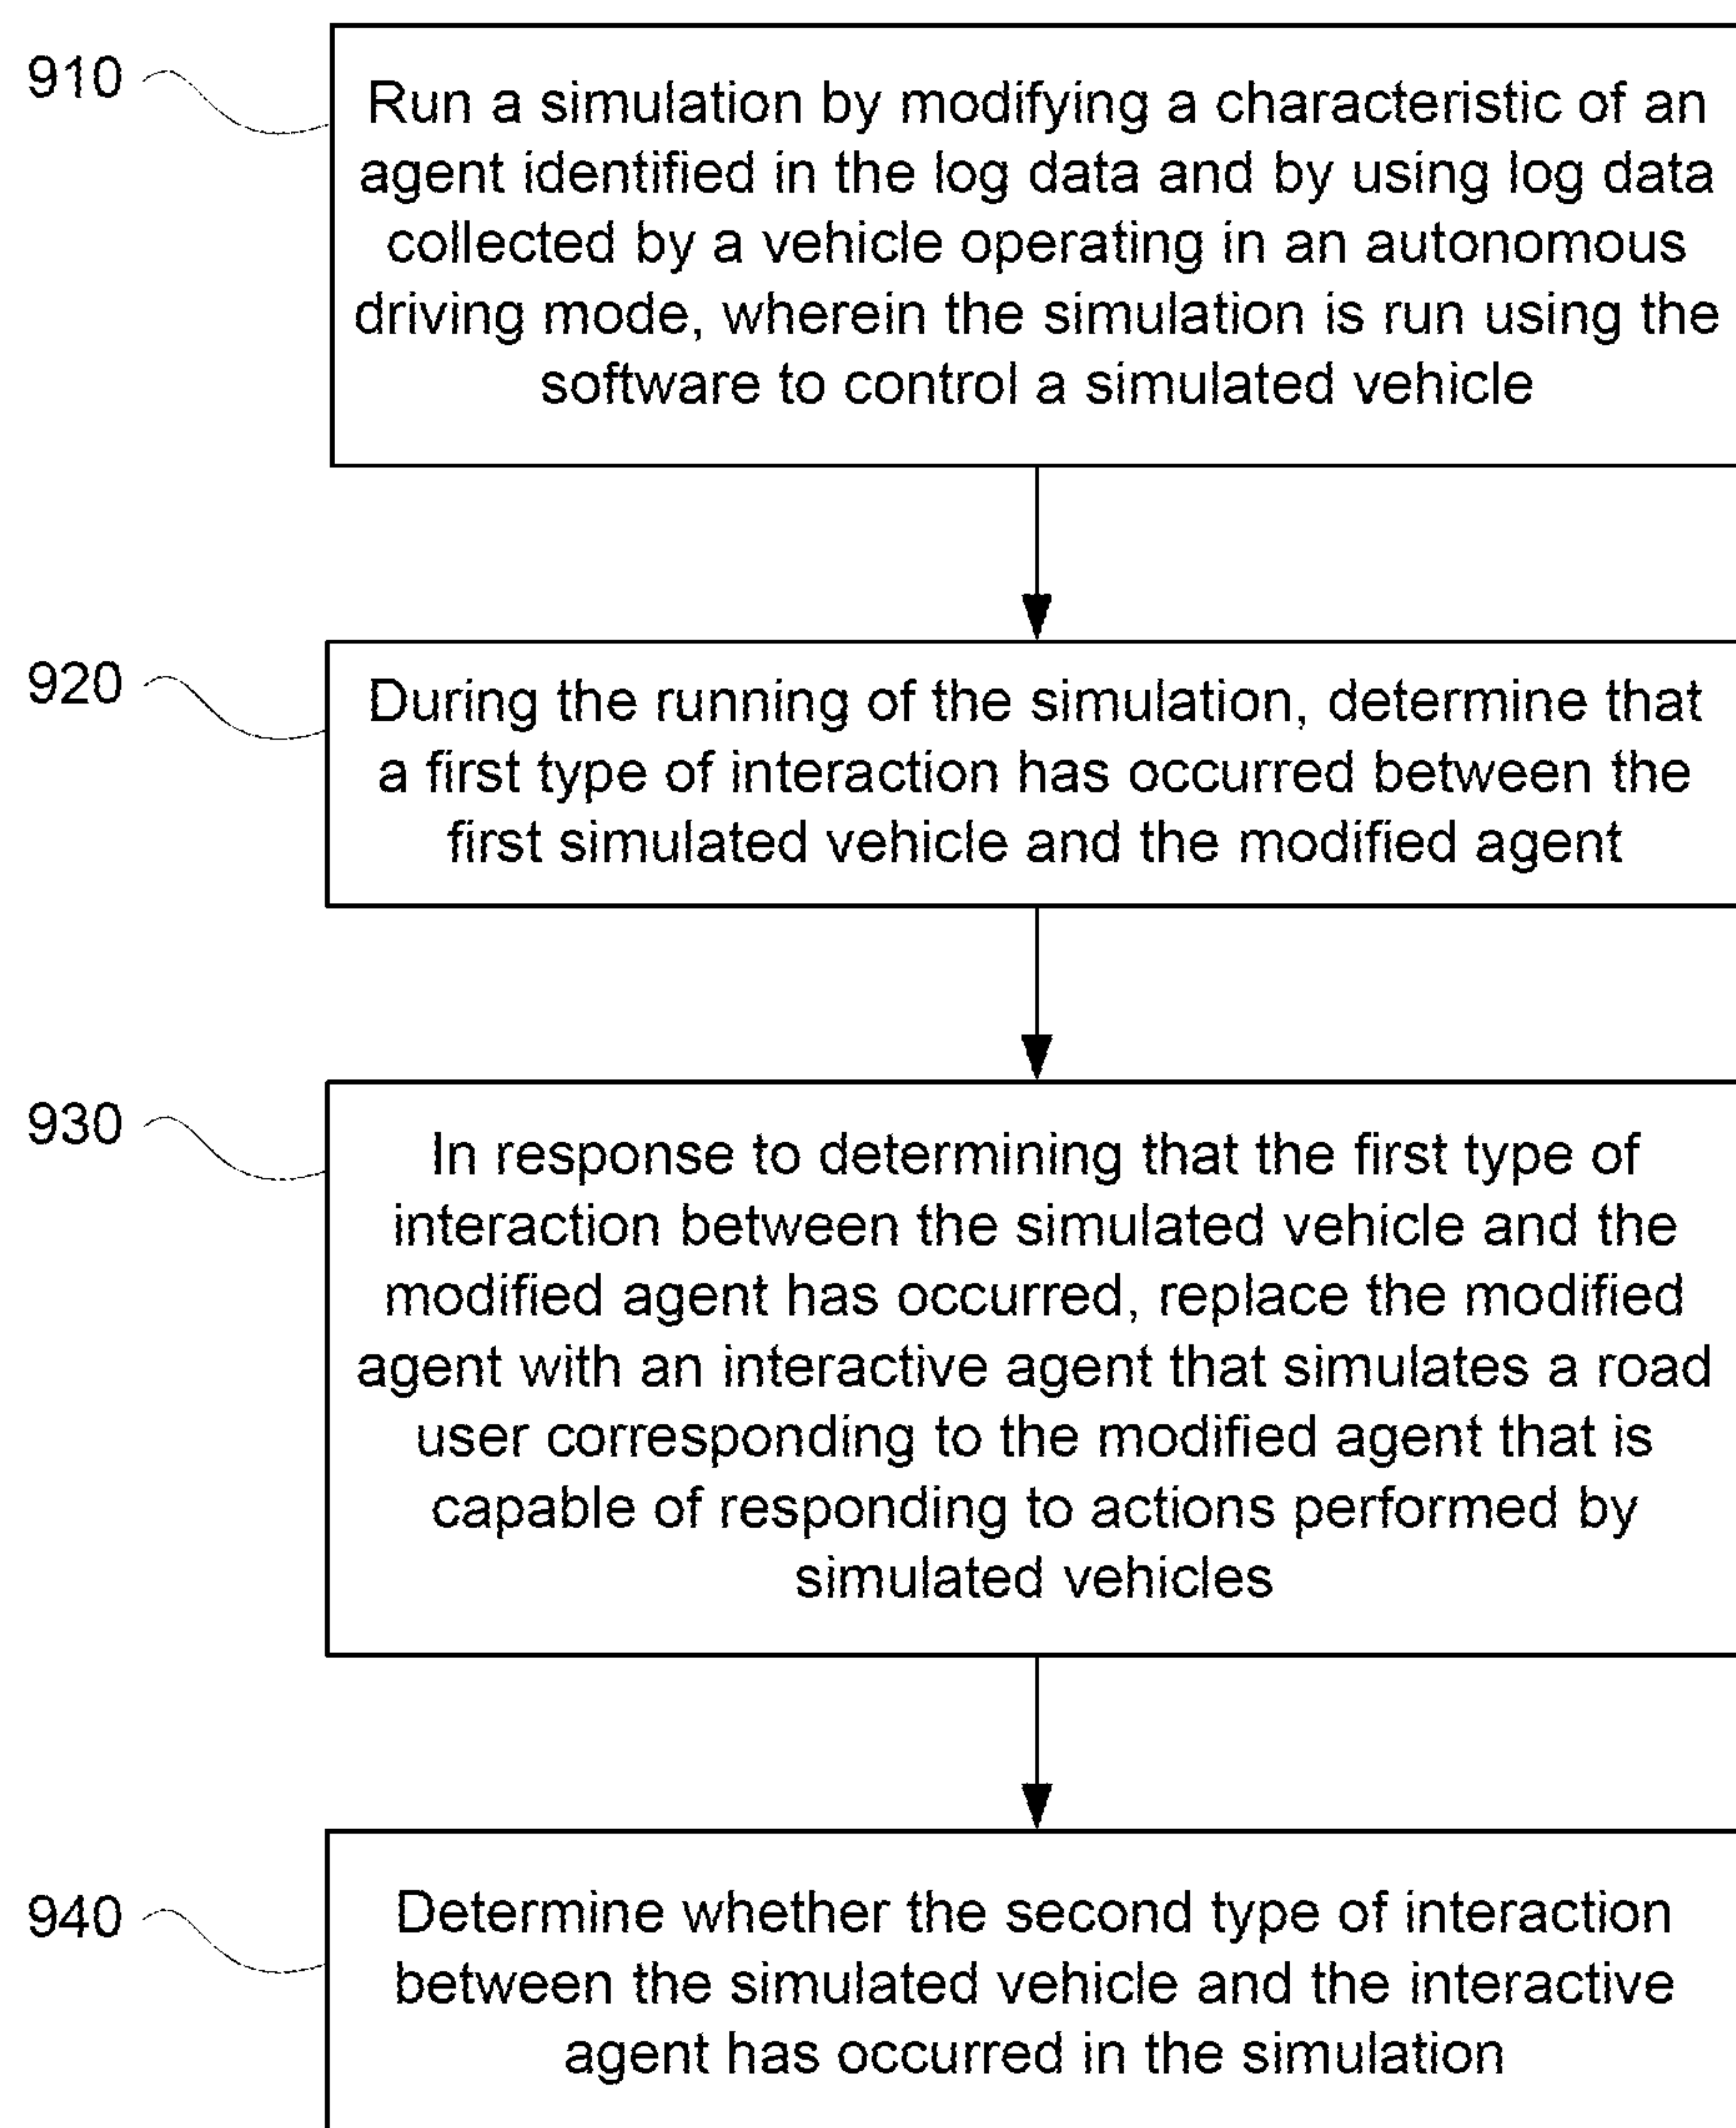 910
Run a simulation by modifying a characteristic of an
agent identified in the log data and by using log data
collected by a vehicle operating in an autonomous
driving mode, wherein the simulation is run using the
software to control a simulated vehicle
920
During the running of the simulation, determine that
a first type of interaction has occurred between the
first simulated vehicle and the modified agent
930
In response to determining that the first type of
interaction between the simulated vehicle and the
modified agent has occurred, replace the modified
agent with an interactive agent that simulates a road
user corresponding to the modified agent that is
capable of responding to actions performed by
simulated vehicles
940
Determine whether the second type of interaction
between the simulated vehicle and the interactive
agent has occurred in the simulation